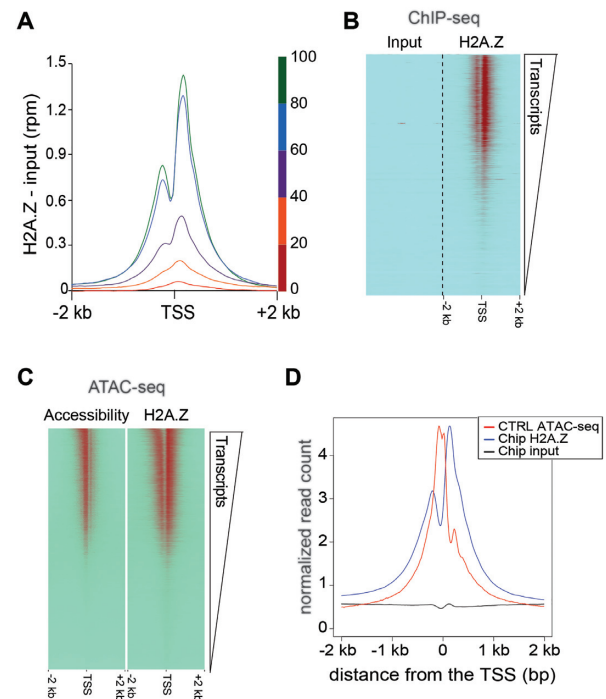 A
H2A.Z - input (rpm)
1.5
1.2
0.9
0.6
0.3
0
-2 kb
TSS
+2 kb
100
80
60
40
20
0
B
ChIP-seq
Input
H2A.Z
Transcripts
-2 kb
TSS
+2 kb
C
ATAC-seq
Accessibility
H2A.Z
Transcripts
-2 kb
TSS
+2 kb
-2 kb
TSS
+2 kb
D
CTRL ATAC-seq
Chip H2A.Z
Chip input
normalized read count
4
3
2
1
0
-2 kb
-1 kb
0
1 kb
2 kb
distance from the TSS (bp)